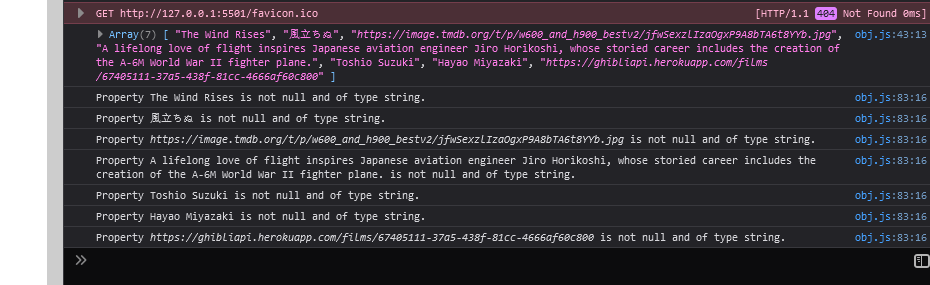 GET http://127.0.0.1:5501/favicon.ico [HTTP/1.1 404 Not Found 0ms]
Array(7) [ "The Wind Rises", "風立ちぬ", "https://image.tmdb.org/t/p/w600_and_h900_bestv2/jfwSexzlIzaOgxP9A8bTA6t8YYb.jpg", obj.js:43:13
"A lifelong love of flight inspires Japanese aviation engineer Jiro Horikoshi, whose storied career includes the creation of
the A-6M World War II fighter plane.", "Toshio Suzuki", "Hayao Miyazaki", "https://ghibliapi.herokuapp.com/films
/67405111-37a5-438f-81cc-4666af60c800" ]
Property The Wind Rises is not null and of type string. obj.js:83:16
Property 風立ちぬ is not null and of type string. obj.js:83:16
Property https://image.tmdb.org/t/p/w600_and_h900_bestv2/jfwSexzlIzaOgxP9A8bTA6t8YYb.jpg is not null and of type string. obj.js:83:16
Property A lifelong love of flight inspires Japanese aviation engineer Jiro Horikoshi, whose storied career includes the obj.js:83:16
creation of the A-6M World War II fighter plane. is not null and of type string.
Property Toshio Suzuki is not null and of type string. obj.js:83:16
Property Hayao Miyazaki is not null and of type string. obj.js:83:16
Property https://ghibliapi.herokuapp.com/films/67405111-37a5-438f-81cc-4666af60c800 is not null and of type string. obj.js:83:16